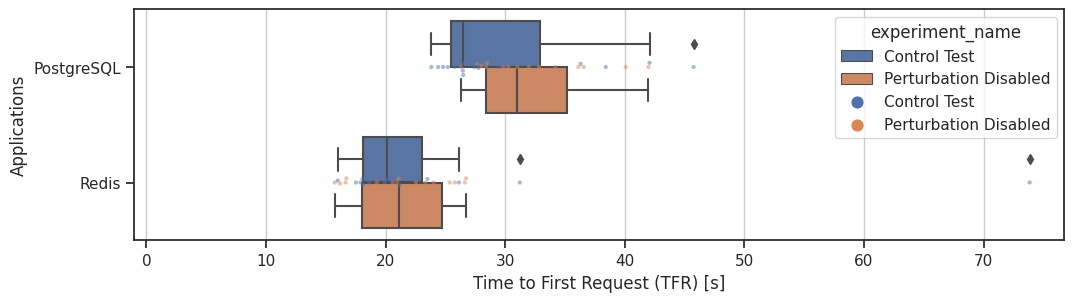 experiment_name
Control Test
Perturbation Disabled
Control Test
Perturbation Disabled
Applications
PostgreSQL
Redis
0 10 20 30 40 50 60 70
Time to First Request (TFR) [s]